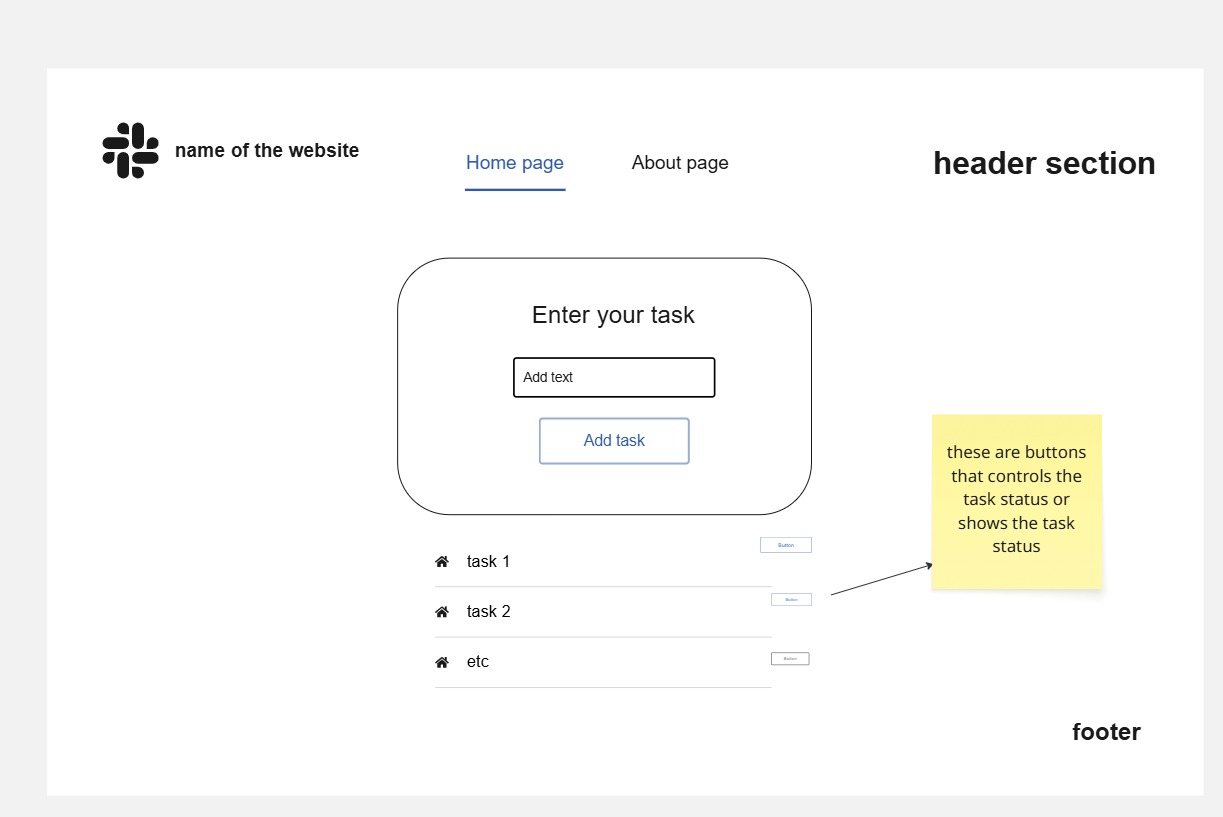 name of the website
Home page
About page
header section
Enter your task
Add text
Add task
Button
task 1
these are buttons
that controls the
task status or
shows the task
status
Button
task 2
Button
etc
footer